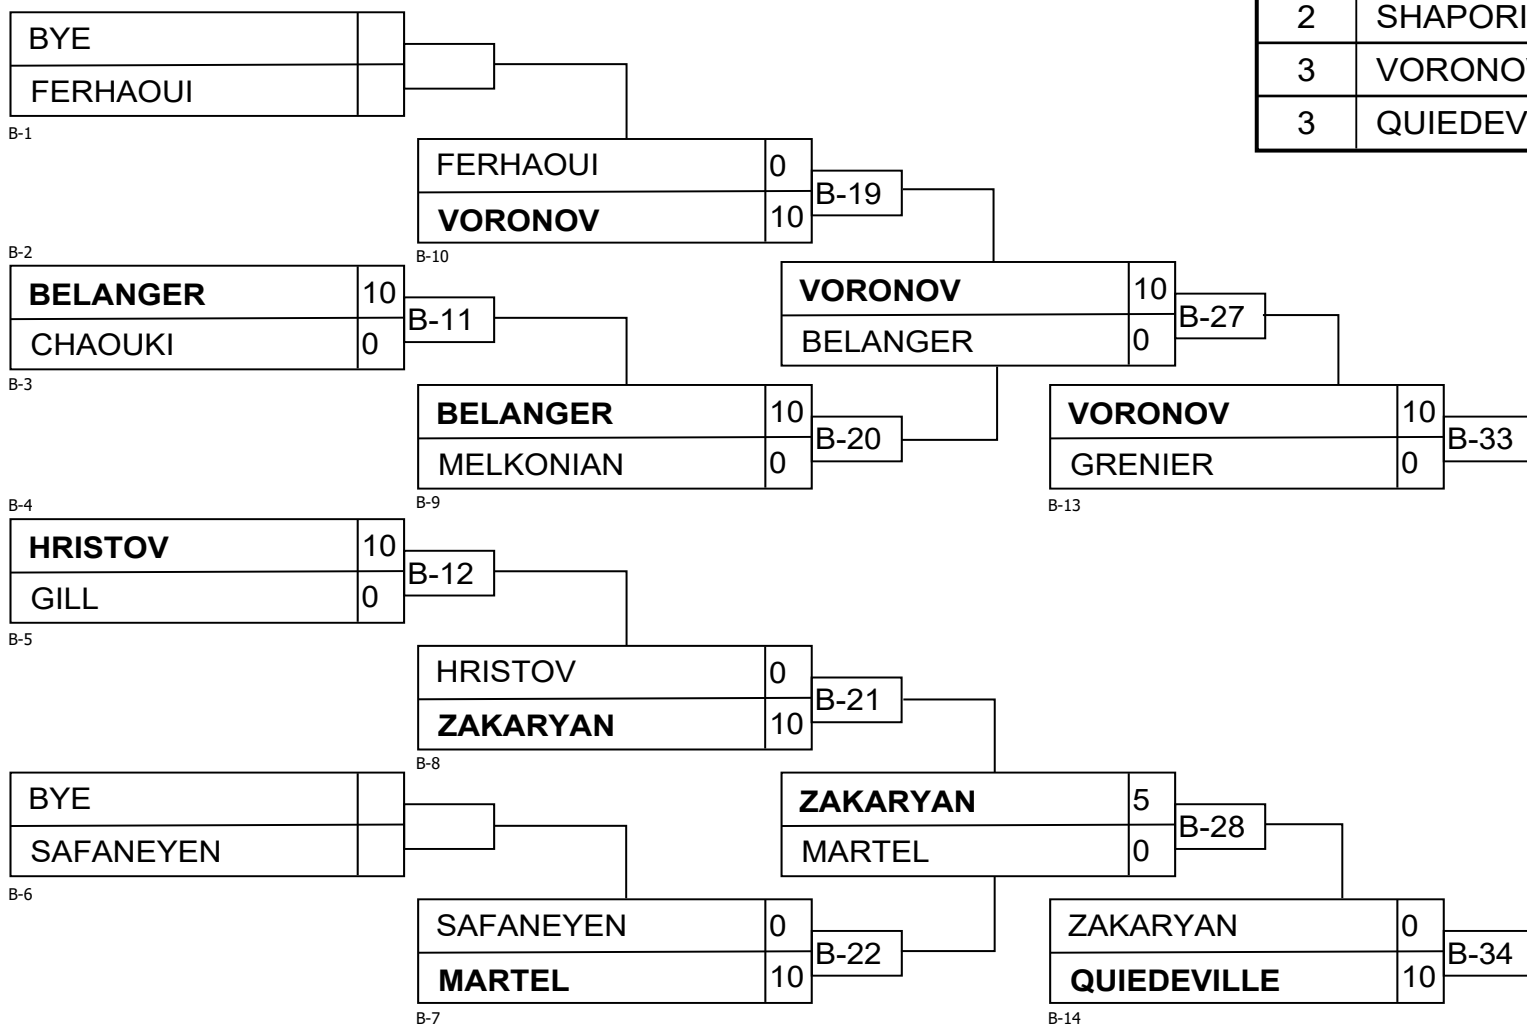 2 SHAPORI
3 VORONOV
3 QUIEDEVI
BYE
FERHAOUI
B-1
FERHAOUI 0
VORONOV 10
B-19
B-10
B-2
BELANGER 10
CHAOUKI 0
B-11
B-3
VORONOV 10
BELANGER 0
B-27
BELANGER 10
MELKONIAN 0
B-20
B-9
VORONOV 10
GRENIER 0
B-33
B-13
B-4
HRISTOV 10
GILL 0
B-12
B-5
HRISTOV 0
ZAKARYAN 10
B-21
B-8
BYE
SAFANEYEN
B-6
ZAKARYAN 5
MARTEL 0
B-28
SAFANEYEN 0
MARTEL 10
B-22
B-7
ZAKARYAN 0
QUIEDEVILLE 10
B-34
B-14